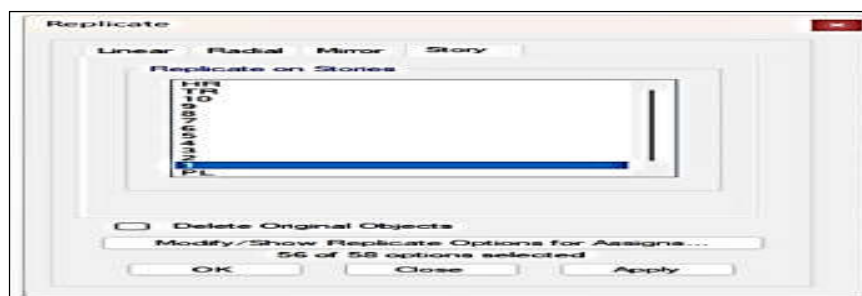 Replicate
Linear Radial Mirror Story
Replicate on Stories
HR
TR
10
9
8
7
6
5
4
3
2
1
PL
Delete Original Objects
Modify/Show Replicate Options for Assigns...
56 of 58 options selected
OK Close Apply